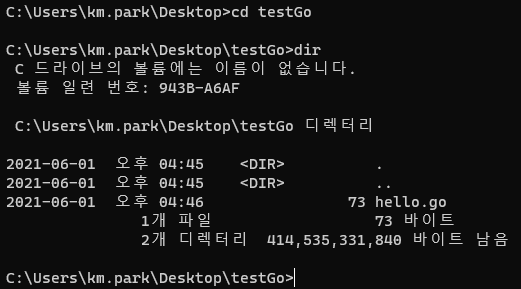 C:\Users\km.park\Desktop>cd testGo
C:\Users\km.park\Desktop\testGo>dir
C 드라이브의 볼륨에는 이름이 없습니다.
볼륨 일련 번호: 943B-A6AF
C:\Users\km.park\Desktop\testGo 디렉터리
2021-06-01 오후 04:45 <DIR> .
2021-06-01 오후 04:45 <DIR> ..
2021-06-01 오후 04:46 73 hello.go
1개 파일 73 바이트
2개 디렉터리 414,535,331,840 바이트 남음
C:\Users\km.park\Desktop\testGo>